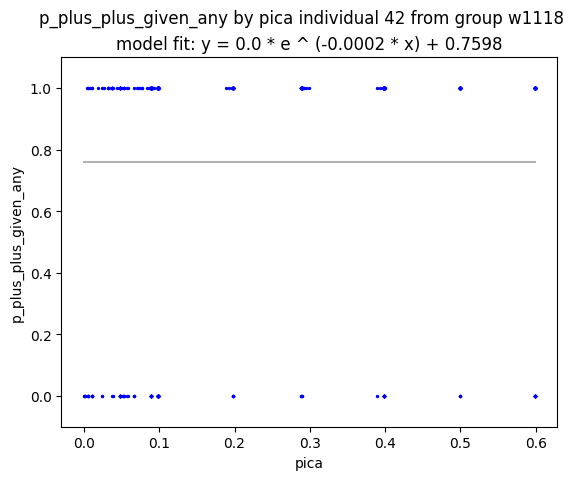 p_plus_plus_given_any by pica individual 42 from group w1118
model fit: y = 0.0 * e ^ (-0.0002 * x) + 0.7598
1.0
0.8
0.6
0.4
0.2
0.0
p_plus_plus_given_any
0.0 0.1 0.2 0.3 0.4 0.5 0.6
pica